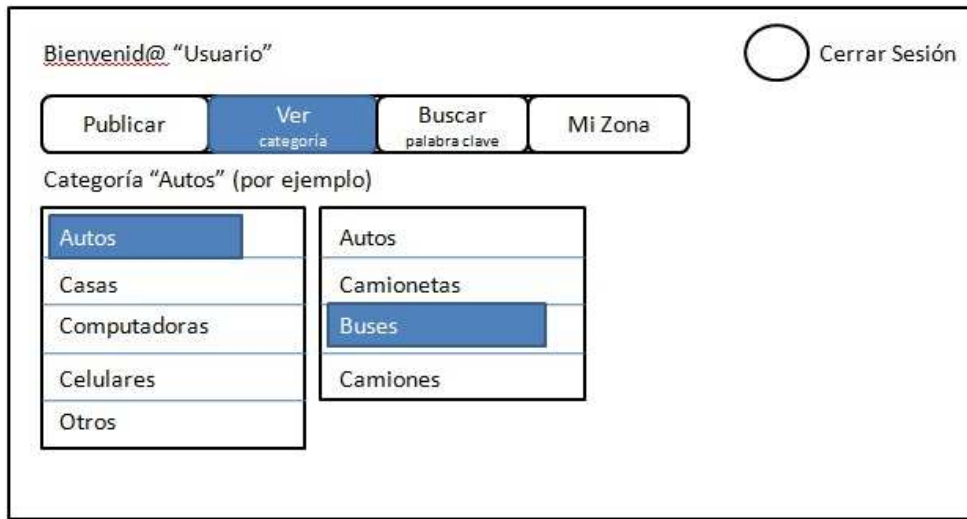 Bienvenid@ “Usuario”
Cerrar Sesión
Publicar
Ver
categoría
Buscar
palabra clave
Mi Zona
Categoría “Autos” (por ejemplo)
Autos
Casas
Computadoras
Celulares
Otros
Autos
Camionetas
Buses
Camiones